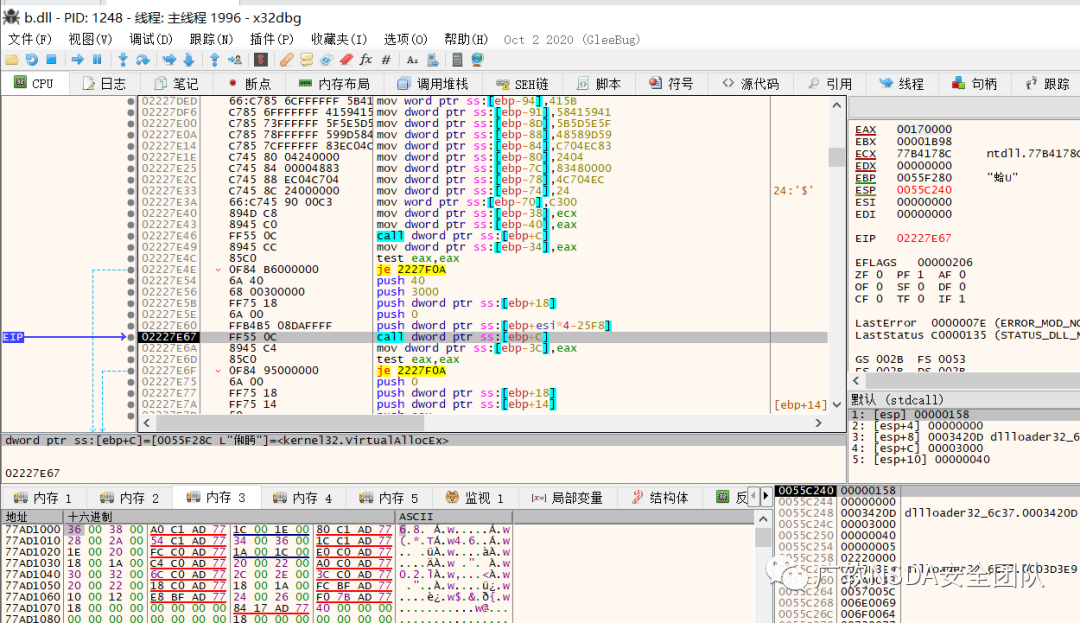 b.dll - PID: 1248 - 线程: 主线程 1996 - x32dbg
文件(F) 视图(V) 调试(D) 跟踪(N) 插件(P) 收藏夹(I) 选项(O) 帮助(H) Oct 2 2020 (GleeBug)
CPU 日志 笔记 断点 内存布局 调用堆栈 SEH链 脚本 符号 源代码 引用 线程 句柄 跟踪
02227DED 66:C785 6CFFFFFF 5B41 mov word ptr ss:[ebp-94],415B
02227DF6 C785 6FFFFFFF 4159415 mov dword ptr ss:[ebp-91],58415941
02227E00 C785 73FFFFFF 5F5E5D5 mov dword ptr ss:[ebp-8D],5B5D5E5F
02227E0A C785 78FFFFFF 599D584 mov dword ptr ss:[ebp-88],48589D59
02227E14 C785 7CFFFFFF 83EC04C mov dword ptr ss:[ebp-84],C704EC83
02227E1E C745 80 04240000 mov dword ptr ss:[ebp-80],2404
02227E25 C745 84 00004883 mov dword ptr ss:[ebp-7C],83480000
02227E2C C745 88 EC04C704 mov dword ptr ss:[ebp-78],4C704EC
02227E33 C745 8C 24000000 mov dword ptr ss:[ebp-74],24 24:'$'
02227E3A 66:C745 90 00C3 mov word ptr ss:[ebp-70],C300
02227E40 894D C8 mov dword ptr ss:[ebp-38],ecx
02227E43 8945 C0 mov dword ptr ss:[ebp-40],eax
02227E46 FF55 0C call dword ptr ss:[ebp+C]
02227E49 8945 CC mov dword ptr ss:[ebp-34],eax
02227E4C 85C0 test eax,eax
02227E4E 0F84 B6000000 je 2227F0A
02227E54 6A 40 push 40
02227E56 68 00300000 push 3000
02227E5B FF75 18 push dword ptr ss:[ebp+18]
02227E5E 6A 00 push 0
02227E60 FFB4B5 08DAFFFF push dword ptr ss:[ebp+esi*4-25F8]
EIP 02227E67 FF55 0C call dword ptr ss:[ebp+C]
02227E6A 8945 C4 mov dword ptr ss:[ebp-3C],eax
02227E6D 85C0 test eax,eax
02227E6F 0F84 95000000 je 2227F0A
02227E75 6A 00 push 0
02227E77 FF75 18 push dword ptr ss:[ebp+18]
02227E7A FF75 14 push dword ptr ss:[ebp+14] [ebp+14]
EAX 00170000
EBX 00001B98
ECX 77B4178C ntdll.77B4178C
EDX 00000000
EBP 0055F280
ESP 0055C240
ESI 00000000
EDI 00000000
EIP 02227E67
EFLAGS 00000206
ZF 0 PF 1 AF 0
OF 0 SF 0 DF 0
CF 0 TF 0 IF 1
LastError 0000007E (ERROR_MOD_NO
LastStatus C0000135 (STATUS_DLL_N
GS 002B FS 0053
默认 (stdcall)
1: [esp] 00000158
2: [esp+4] 00000000
3: [esp+8] 0003420D dllloader32_6
4: [esp+C] 00003000
5: [esp+10] 00000040
dword ptr ss:[ebp+C]=[0055F28C]=<kernel32.VirtualAllocEx>
02227E67
内存 1 内存 2 内存 3 内存 4 内存 5 监视 1 局部变量 结构体 反
地址 十六进制 ASCII
77AD1000 36 00 38 00 A0 C1 AD 77 1C 00 1E 00 80 C1 AD 77
77AD1010 28 00 2A 00 54 C1 AD 77 34 00 36 00 1C C1 AD 77
77AD1020 1E 00 20 00 FC C0 AD 77 1A 00 1C 00 E0 C0 AD 77
77AD1030 18 00 1A 00 C4 C0 AD 77 20 00 22 00 A0 C0 AD 77
77AD1040 30 00 32 00 6C C0 AD 77 2C 00 2E 00 3C C0 AD 77
77AD1050 20 00 22 00 18 C0 AD 77 18 00 1A 00 FC BF AD 77
77AD1060 10 00 12 00 E8 BF AD 77 24 00 26 00 F0 7B AD 77
77AD1070 18 00 00 00 00 00 00 00 84 17 AD 77 40 00 00 00
77AD1080 00 00 00 00 00 00 00 00 18 00 00 00 00 00 00 00
0055C240 00000158
0055C244 00000000
0055C248 0003420D dllloader32_6C37.0003420D
0055C24C 00003000
0055C250 00000040
0055C254 00000005
0055C258 02220000
0055C264 0057005C
0055C268 006E0069
0055C26C 006F0064